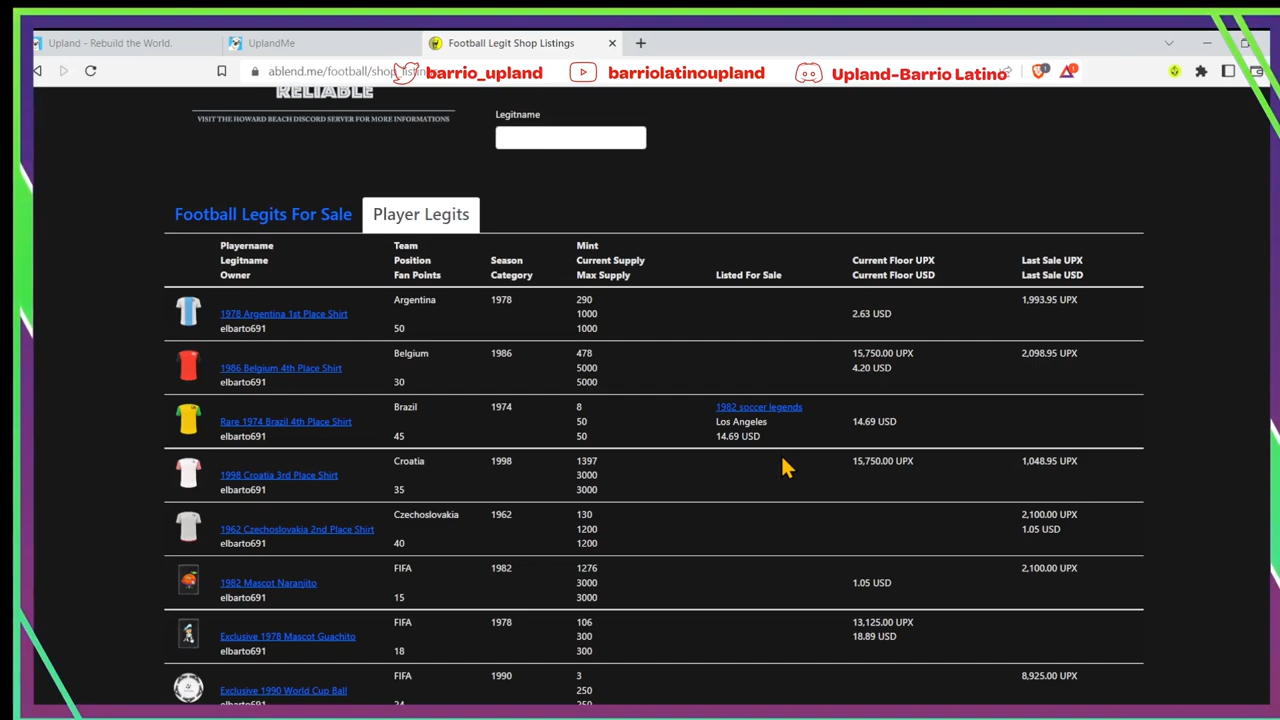 Upland - Rebuild the World.
UplandMe
Football Legit Shop Listings
ablend.me/football/shop_listin
barrio_upland
barriolatinoupland
Upland-Barrio Latino
RELIABLE
VISIT THE HOWARD BEACH DISCORD SERVER FOR MORE INFORMATIONS
Legitname
Football Legits For Sale
Player Legits
Playername Team Mint
Legitname Position Season Current Supply Current Floor UPX Last Sale UPX
Owner Fan Points Category Max Supply Listed For Sale Current Floor USD Last Sale USD
Argentina 1978 290 1,993.95 UPX
1978 Argentina 1st Place Shirt 1000 2.63 USD
elbarto691 50 1000
Belgium 1986 478 15,750.00 UPX 2,098.95 UPX
1986 Belgium 4th Place Shirt 5000 4.20 USD
elbarto691 30 5000
Brazil 1974 8 1982 soccer legends
Rare 1974 Brazil 4th Place Shirt 50 Los Angeles 14.69 USD
elbarto691 45 50 14.69 USD
Croatia 1998 1397 15,750.00 UPX 1,048.95 UPX
1998 Croatia 3rd Place Shirt 3000
elbarto691 35 3000
Czechoslovakia 1962 130 2,100.00 UPX
1962 Czechoslovakia 2nd Place Shirt 1200 1.05 USD
elbarto691 40 1200
FIFA 1982 1276 2,100.00 UPX
1982 Mascot Naranjito 3000 1.05 USD
elbarto691 15 3000
FIFA 1978 106 13,125.00 UPX
Exclusive 1978 Mascot Guachito 300 18.89 USD
elbarto691 18 300
FIFA 1990 3 8,925.00 UPX
Exclusive 1990 World Cup Ball 250
elbarto691 24 250